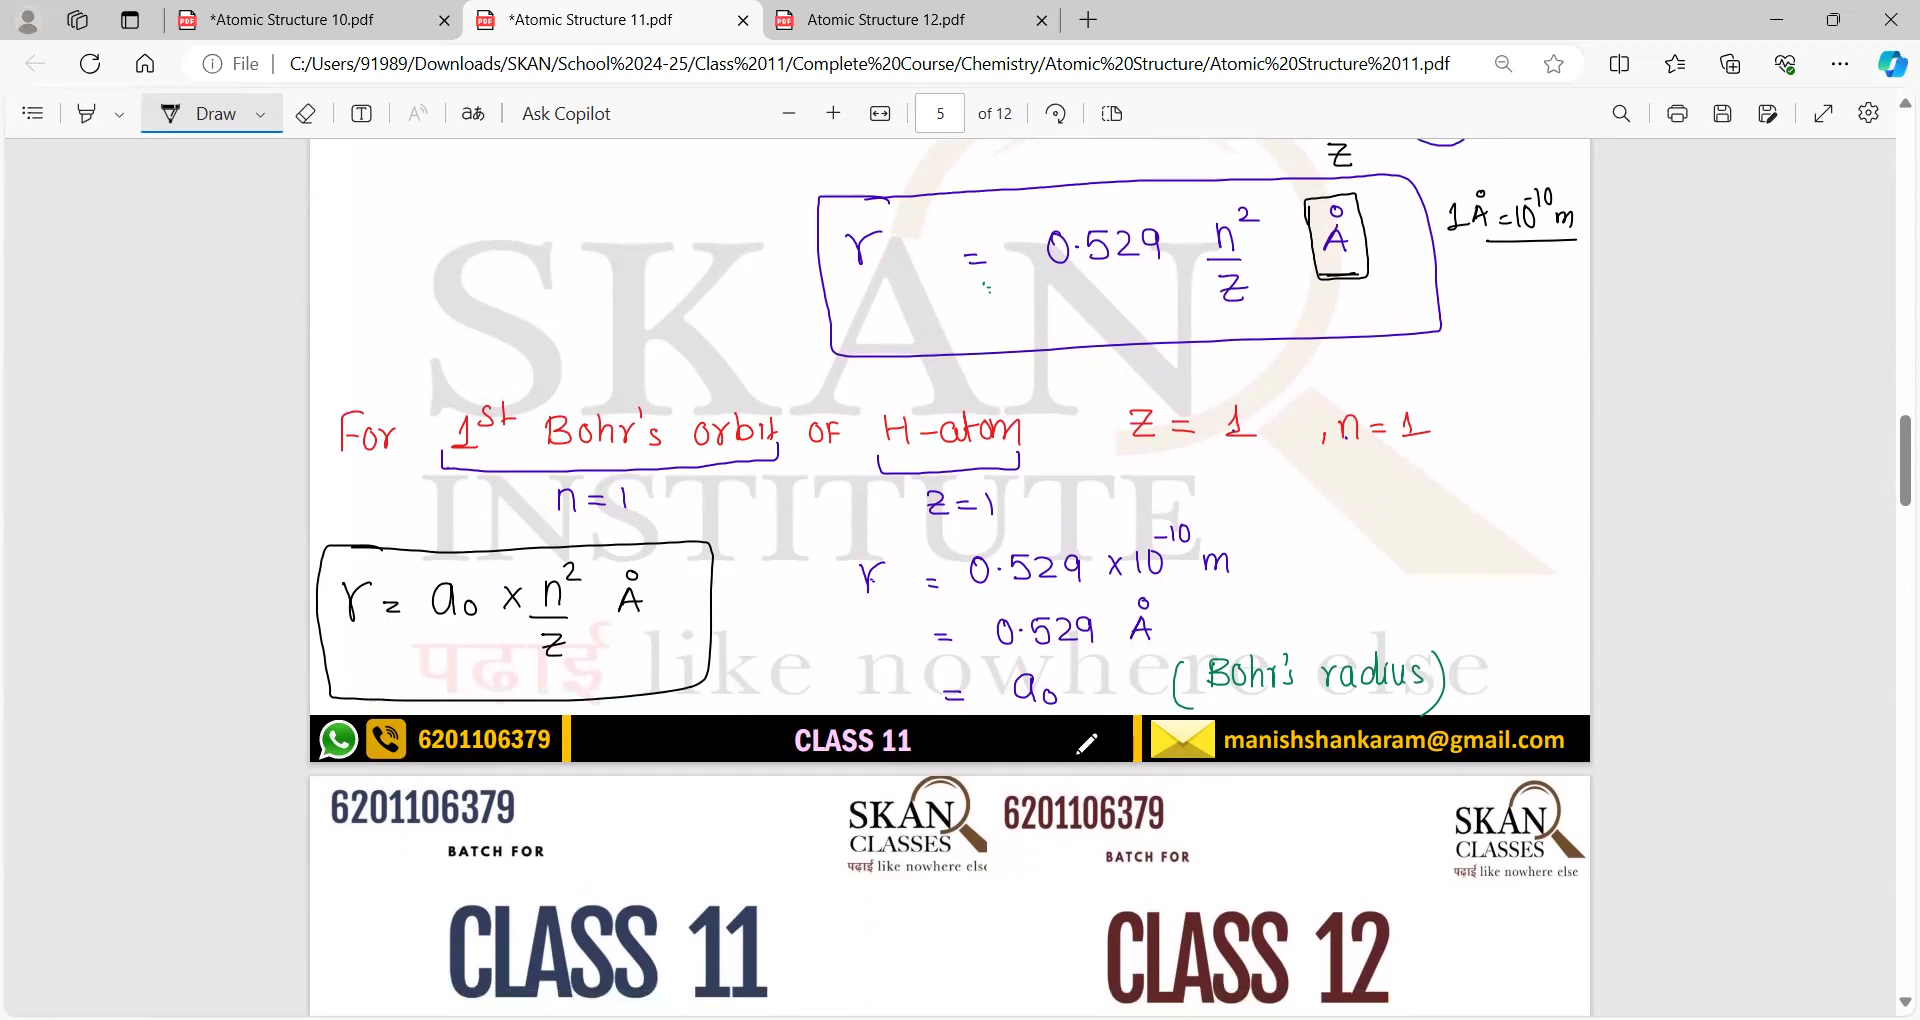 *Atomic Structure 10.pdf
*Atomic Structure 11.pdf
Atomic Structure 12.pdf
File
C:/Users/91989/Downloads/SKAN/School%2024-25/Class%2011/Complete%20Course/Chemistry/Atomic%20Structure/Atomic%20Structure%2011.pdf
Draw
Ask Copilot
5 of 12
Z
r = 0.529 n²/Z Å
1Å = 10⁻¹⁰ m
For 1st Bohr's orbit of H-atom Z = 1 , n = 1
n = 1 Z = 1
r = 0.529 × 10⁻¹⁰ m
r = a₀ × n²/Z Å
= 0.529 Å
= a₀ (Bohr's radius)
SKAN
INSTITUTE
पढाई like nowhere else
6201106379
CLASS 11
manishshankaram@gmail.com
6201106379
BATCH FOR
CLASS 11
SKAN
CLASSES
पढाई like nowhere else
6201106379
BATCH FOR
CLASS 12
SKAN
CLASSES
पढाई like nowhere else